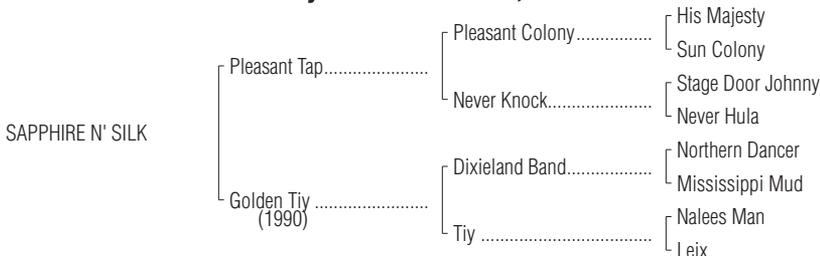 His Majesty
Pleasant Colony................
Sun Colony
Pleasant Tap......................
Stage Door Johnny
Never Knock......................
Never Hula
SAPPHIRE N' SILK
Northern Dancer
Dixieland Band..................
Mississippi Mud
Golden Tiy ........................
(1990)
Nalees Man
Tiy ....................................
Leix